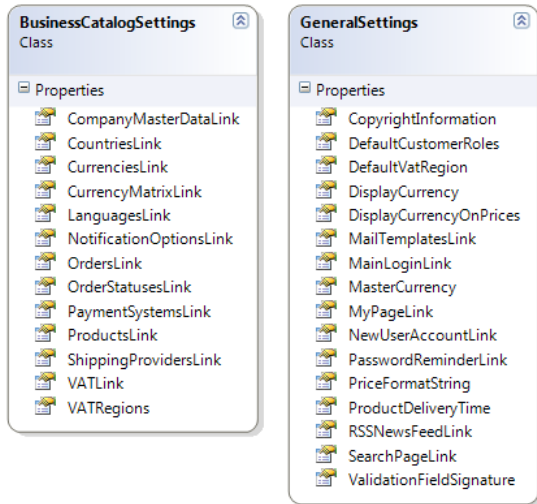 BusinessCatalogSettings
Class
Properties
CompanyMasterDataLink
CountriesLink
CurrenciesLink
CurrencyMatrixLink
LanguagesLink
NotificationOptionsLink
OrdersLink
OrderStatusesLink
PaymentSystemsLink
ProductsLink
ShippingProvidersLink
VATLink
VATRegions
GeneralSettings
Class
Properties
CopyrightInformation
DefaultCustomerRoles
DefaultVatRegion
DisplayCurrency
DisplayCurrencyOnPrices
MailTemplatesLink
MainLoginLink
MasterCurrency
MyPageLink
NewUserAccountLink
PasswordReminderLink
PriceFormatString
ProductDeliveryTime
RSSNewsFeedLink
SearchPageLink
ValidationFieldSignature